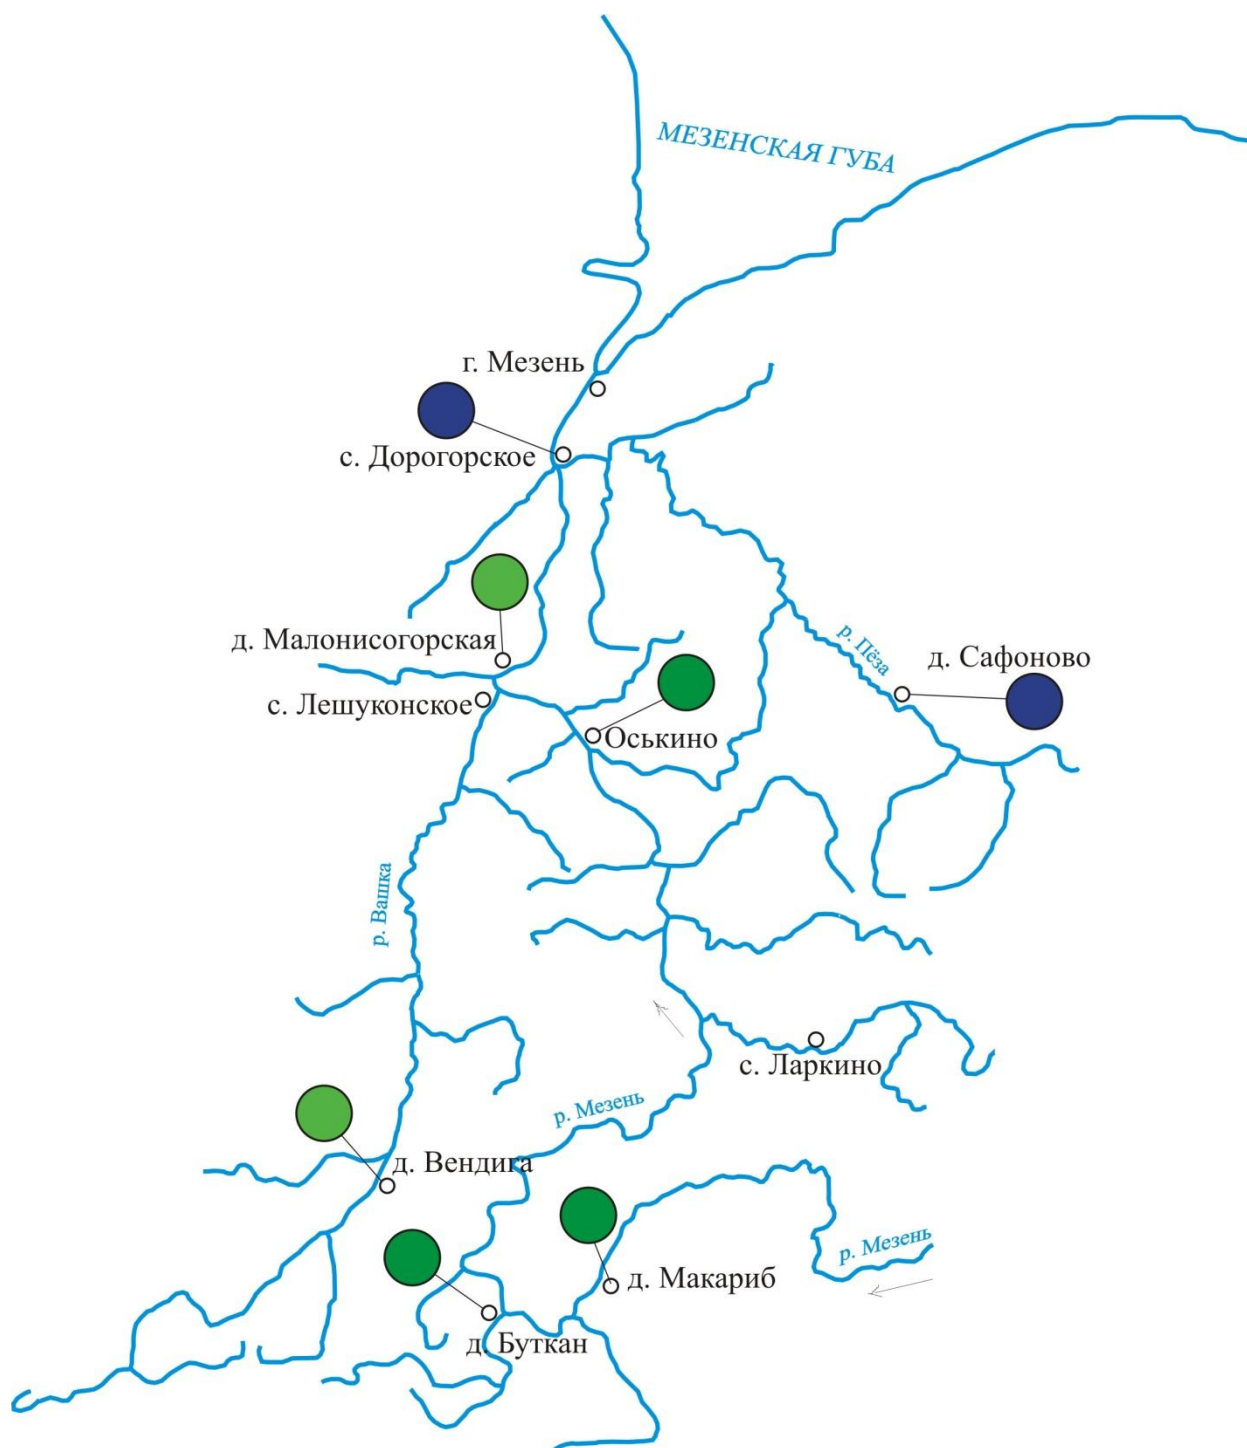 МЕЗЕНСКАЯ ГУБА
г. Мезень
с. Дорогорское
д. Малонисогорская
р. Пёза
д. Сафоново
с. Лешуконское
Оськино
р. Вашка
с. Ларкино
р. Мезень
д. Вендига
р. Мезень
д. Макариб
д. Буткан